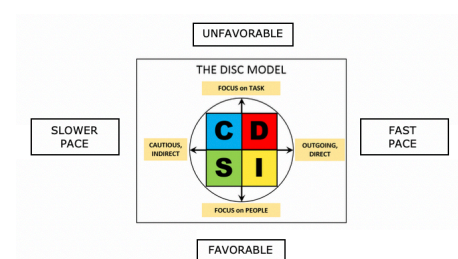 UNFAVORABLE
THE DISC MODEL
FOCUS on TASK
SLOWER
PACE
CAUTIOUS,
INDIRECT
C D
S I
OUTGOING,
DIRECT
FAST
PACE
FOCUS on PEOPLE
FAVORABLE